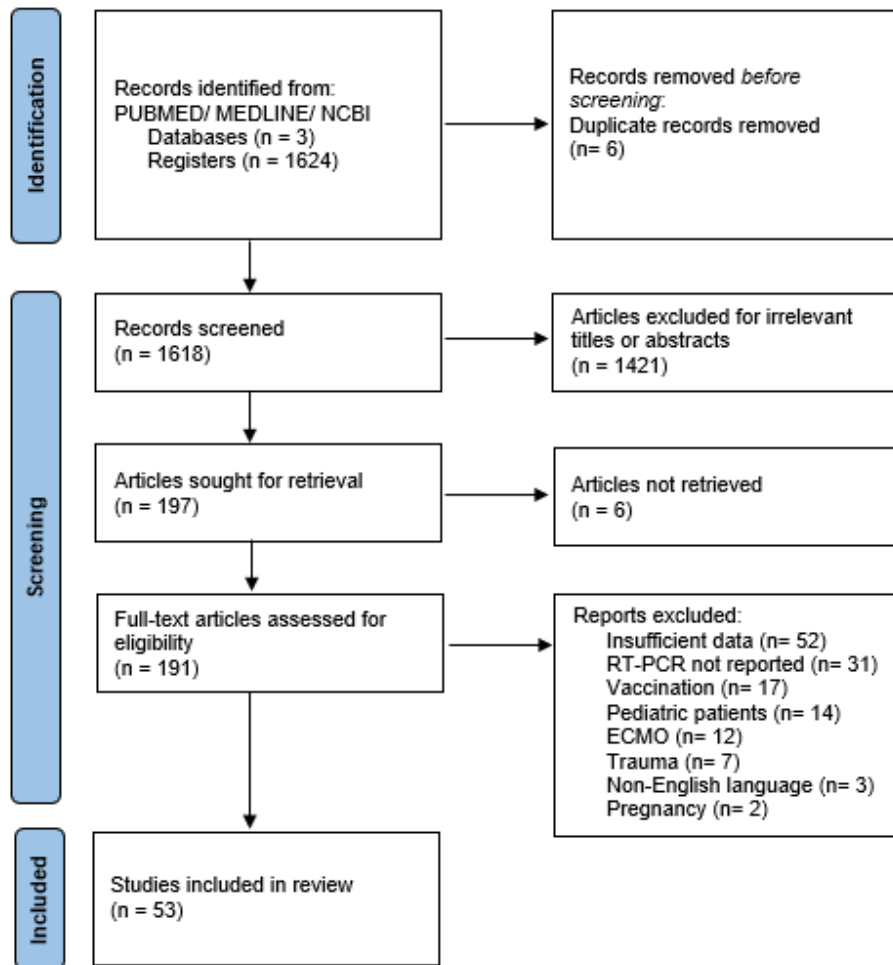 Identification
Records identified from:
PUBMED/ MEDLINE/ NCBI
Databases (n = 3)
Registers (n = 1624)
Records removed before
screening:
Duplicate records removed
(n= 6)
Screening
Records screened
(n = 1618)
Articles excluded for irrelevant
titles or abstracts
(n = 1421)
Articles sought for retrieval
(n = 197)
Articles not retrieved
(n = 6)
Full-text articles assessed for
eligibility
(n = 191)
Reports excluded:
Insufficient data (n= 52)
RT-PCR not reported (n= 31)
Vaccination (n= 17)
Pediatric patients (n= 14)
ECMO (n= 12)
Trauma (n= 7)
Non-English language (n= 3)
Pregnancy (n= 2)
Included
Studies included in review
(n = 53)